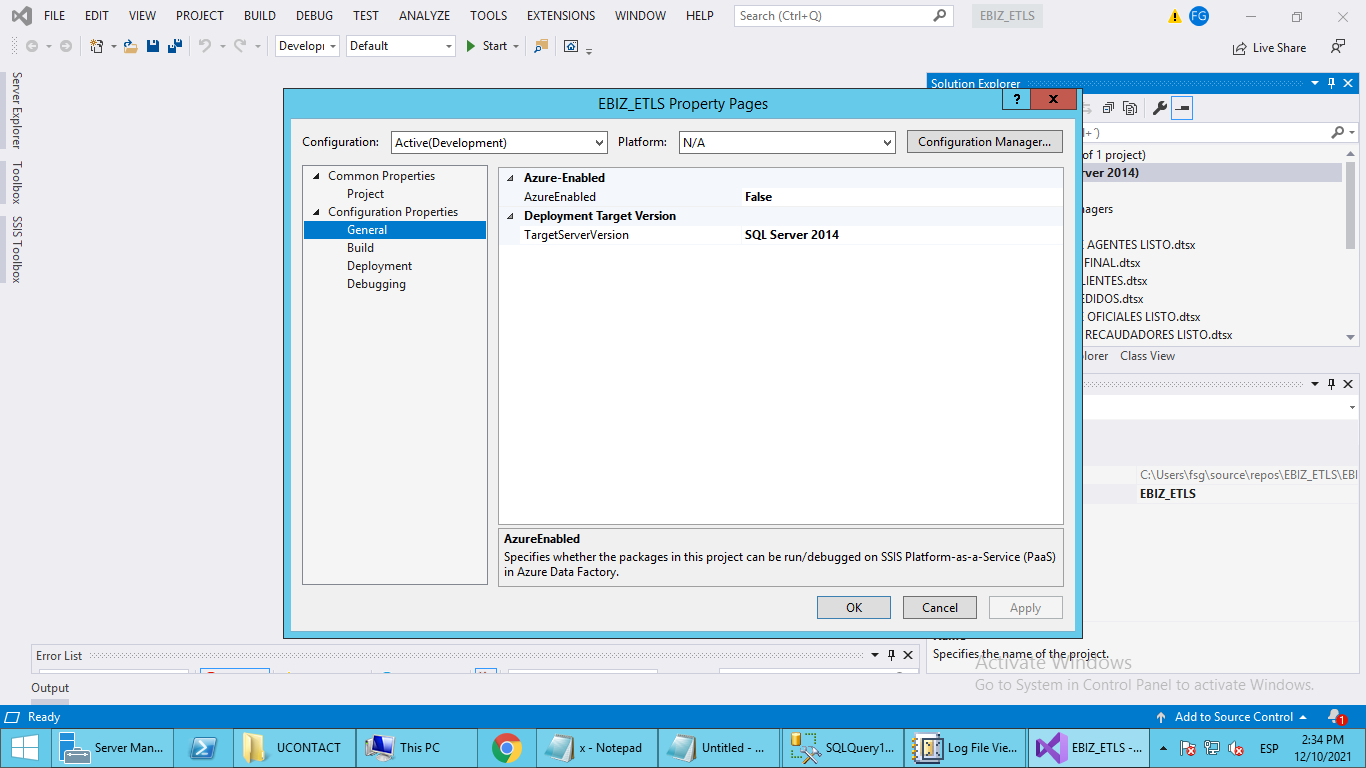 FILE EDIT VIEW PROJECT BUILD DEBUG TEST ANALYZE TOOLS EXTENSIONS WINDOW HELP Search (Ctrl+Q) EBIZ_ETLS FG
Develop Default Start Live Share
Server Explorer
Toolbox
SSIS Toolbox
Solution Explorer
EBIZ_ETLS Property Pages ? x
Configuration: Active(Development) Platform: N/A Configuration Manager...
Common Properties
Project
Configuration Properties
General
Build
Deployment
Debugging
Azure-Enabled
AzureEnabled False
Deployment Target Version
TargetServerVersion SQL Server 2014
AzureEnabled
Specifies whether the packages in this project can be run/debugged on SSIS Platform-as-a-Service (PaaS)
in Azure Data Factory.
OK Cancel Apply
of 1 project)
rver 2014)
agers
AGENTES LISTO.dtsx
FINAL.dtsx
LIENTES.dtsx
EDIDOS.dtsx
OFICIALES LISTO.dtsx
RECAUDADORES LISTO.dtsx
lorer Class View
C:\Users\fsg\source\repos\EBIZ_ETLS\EBI
EBIZ_ETLS
Specifies the name of the project.
Activate Windows
Go to System in Control Panel to activate Windows.
Error List
Output
Ready Add to Source Control 1
Server Man... UCONTACT This PC x - Notepad Untitled - ... SQLQuery1... Log File Vie... EBIZ_ETLS -... ESP 2:34 PM
12/10/2021